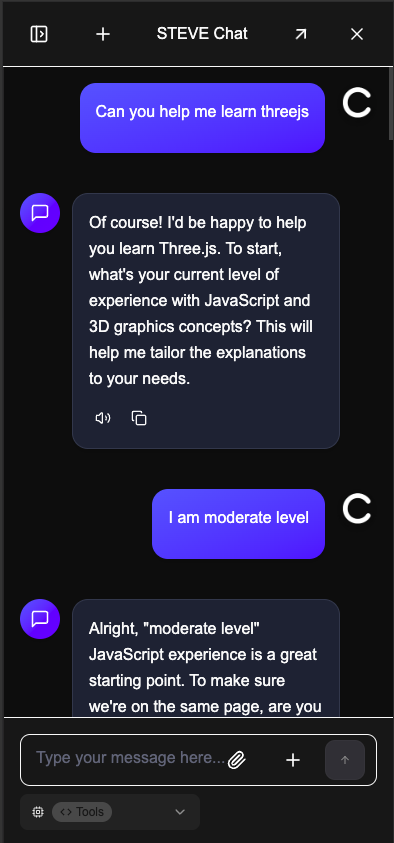 STEVE Chat
Can you help me learn threejs
Of course! I'd be happy to help
you learn Three.js. To start,
what's your current level of
experience with JavaScript and
3D graphics concepts? This will
help me tailor the explanations
to your needs.
I am moderate level
Alright, "moderate level"
JavaScript experience is a great
starting point. To make sure
we're on the same page, are you
Type your message here...
Tools